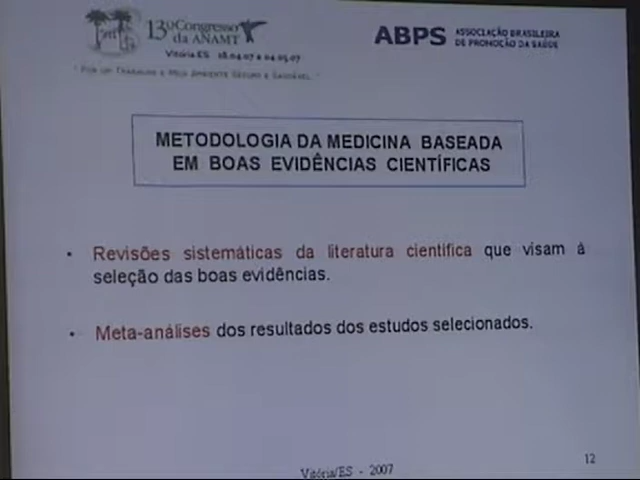 13º Congresso
da ANAMT
Vitória/ES
ABPS
ASSOCIAÇÃO BRASILEIRA
DE PROMOÇÃO DA SAÚDE
METODOLOGIA DA MEDICINA BASEADA
EM BOAS EVIDÊNCIAS CIENTÍFICAS
• Revisões sistemáticas da literatura científica que visam à
seleção das boas evidências.
• Meta-análises dos resultados dos estudos selecionados.
12
Vitória/ES - 2007